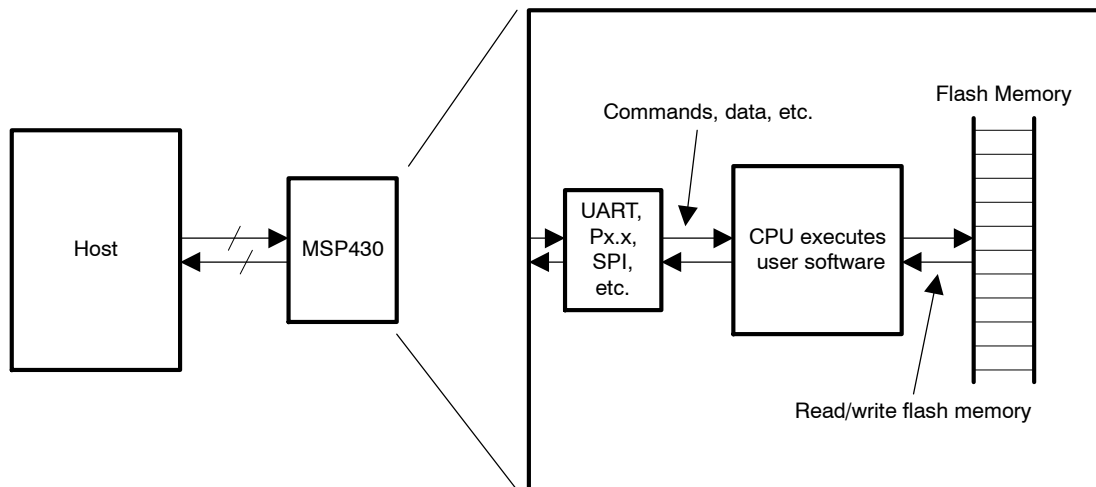 Flash Memory
Commands, data, etc.
Host
MSP430
UART,
Px.x,
SPI,
etc.
CPU executes
user software
Read/write flash memory